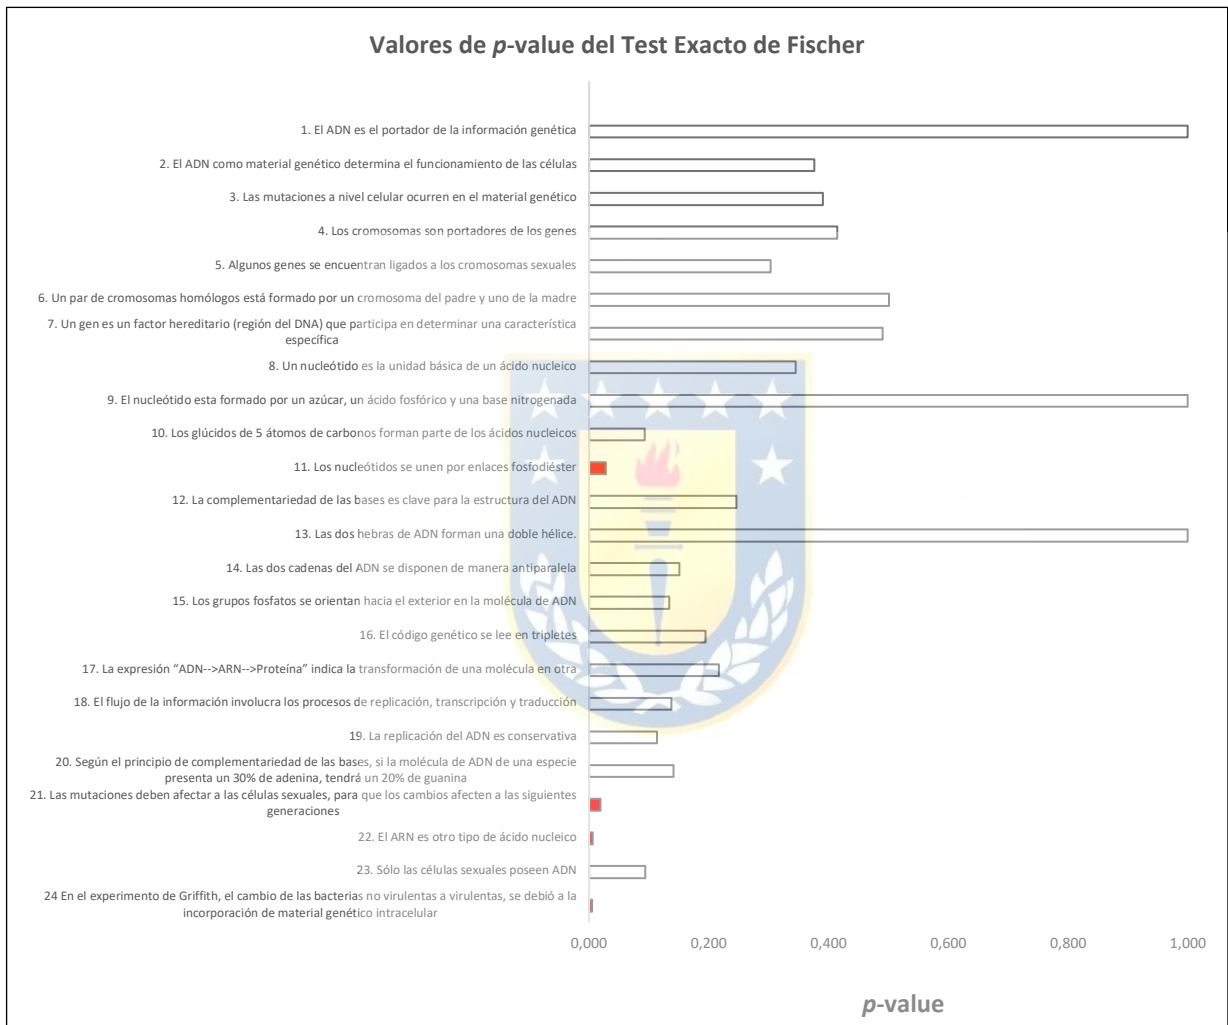 Valores de p-value del Test Exacto de Fischer
1. El ADN es el portador de la información genética
2. El ADN como material genético determina el funcionamiento de las células
3. Las mutaciones a nivel celular ocurren en el material genético
4. Los cromosomas son portadores de los genes
5. Algunos genes se encuentran ligados a los cromosomas sexuales
6. Un par de cromosomas homólogos está formado por un cromosoma del padre y uno de la madre
7. Un gen es un factor hereditario (región del DNA) que participa en determinar una característica
específica
8. Un nucleótido es la unidad básica de un ácido nucleico
9. El nucleótido esta formado por un azúcar, un ácido fosfórico y una base nitrogenada
10. Los glúcidos de 5 átomos de carbonos forman parte de los ácidos nucleicos
11. Los nucleótidos se unen por enlaces fosfodiéster
12. La complementariedad de las bases es clave para la estructura del ADN
13. Las dos hebras de ADN forman una doble hélice.
14. Las dos cadenas del ADN se disponen de manera antiparalela
15. Los grupos fosfatos se orientan hacia el exterior en la molécula de ADN
16. El código genético se lee en tripletes
17. La expresión “ADN-->ARN-->Proteína” indica la transformación de una molécula en otra
18. El flujo de la información involucra los procesos de replicación, transcripción y traducción
19. La replicación del ADN es conservativa
20. Según el principio de complementariedad de las bases, si la molécula de ADN de una especie
presenta un 30% de adenina, tendrá un 20% de guanina
21. Las mutaciones deben afectar a las células sexuales, para que los cambios afecten a las siguientes
generaciones
22. El ARN es otro tipo de ácido nucleico
23. Sólo las células sexuales poseen ADN
24 En el experimento de Griffith, el cambio de las bacterias no virulentas a virulentas, se debió a la
incorporación de material genético intracelular
0,000 0,200 0,400 0,600 0,800 1,000
p-value